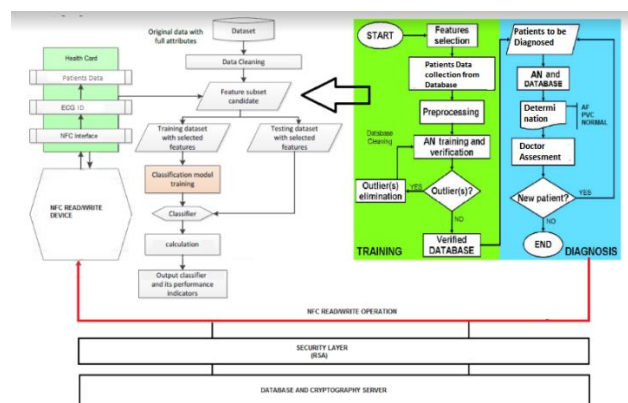 Health Card
Patients Data
ECG ID
NFC Interface
NFC READ/WRITE
DEVICE
Original data with
full attributes
Dataset
Data Cleaning
Feature subset
candidate
Training dataset
with selected
features
Testing dataset
with selected
features
Classification model
training
Classifier
calculation
Output classifier
and its performance
indicators
START
Features
selection
Patients Data
collection from
Database
Preprocessing
Database
Cleaning
AN training and
verification
Outlier(s)
elimination
YES
Outlier(s)?
NO
Verified
DATABASE
TRAINING
Patients to be
Diagnosed
AN and
DATABASE
Determi
nation
AF
PVC
NORMAL
Doctor
Assesment
New patient?
YES
NO
END
DIAGNOSIS
NFC READ/WRITE OPERATION
SECURITY LAYER
(RSA)
DATABASE AND CRYPTOGRAPHY SERVER